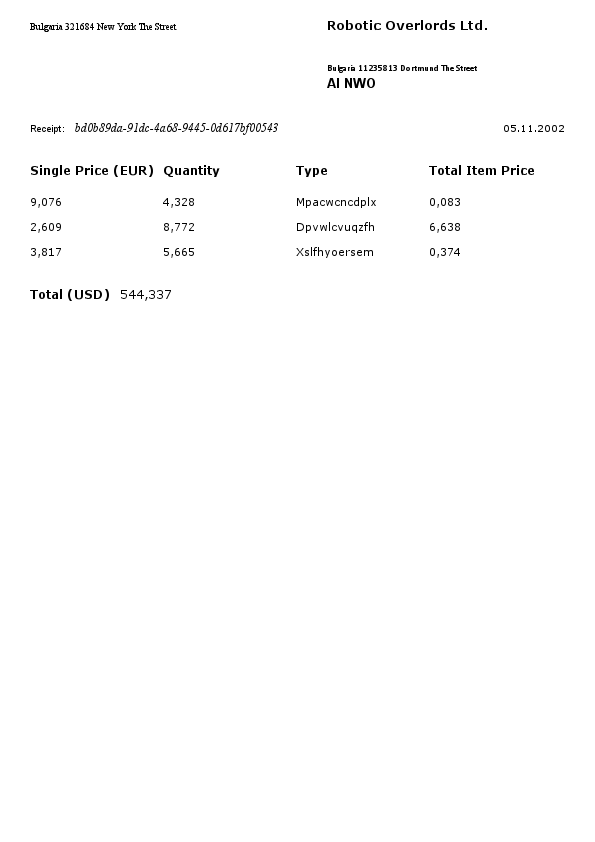 Bulgaria 321684 New York The Street
Robotic Overlords Ltd.
Bulgaria 11235813 Dortmund The Street
AI NWO
Receipt: bd0b89da-91dc-4a68-9445-0d617bf00543 05.11.2002
Single Price (EUR) Quantity Type Total Item Price
9,076 4,328 Mpacwcncdplx 0,083
2,609 8,772 Dpvwlcvuqzfh 6,638
3,817 5,665 Xslfhyoersem 0,374
Total (USD) 544,337